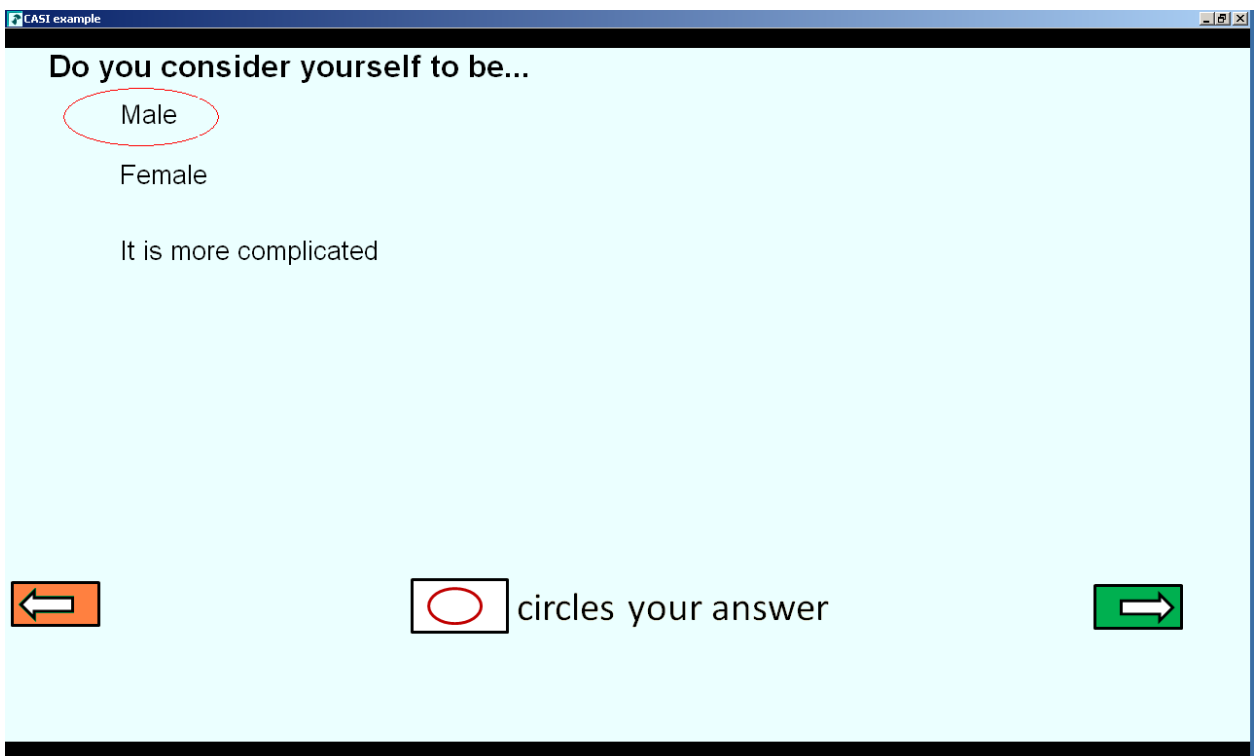 CASI example
Do you consider yourself to be...
Male
Female
It is more complicated
circles your answer